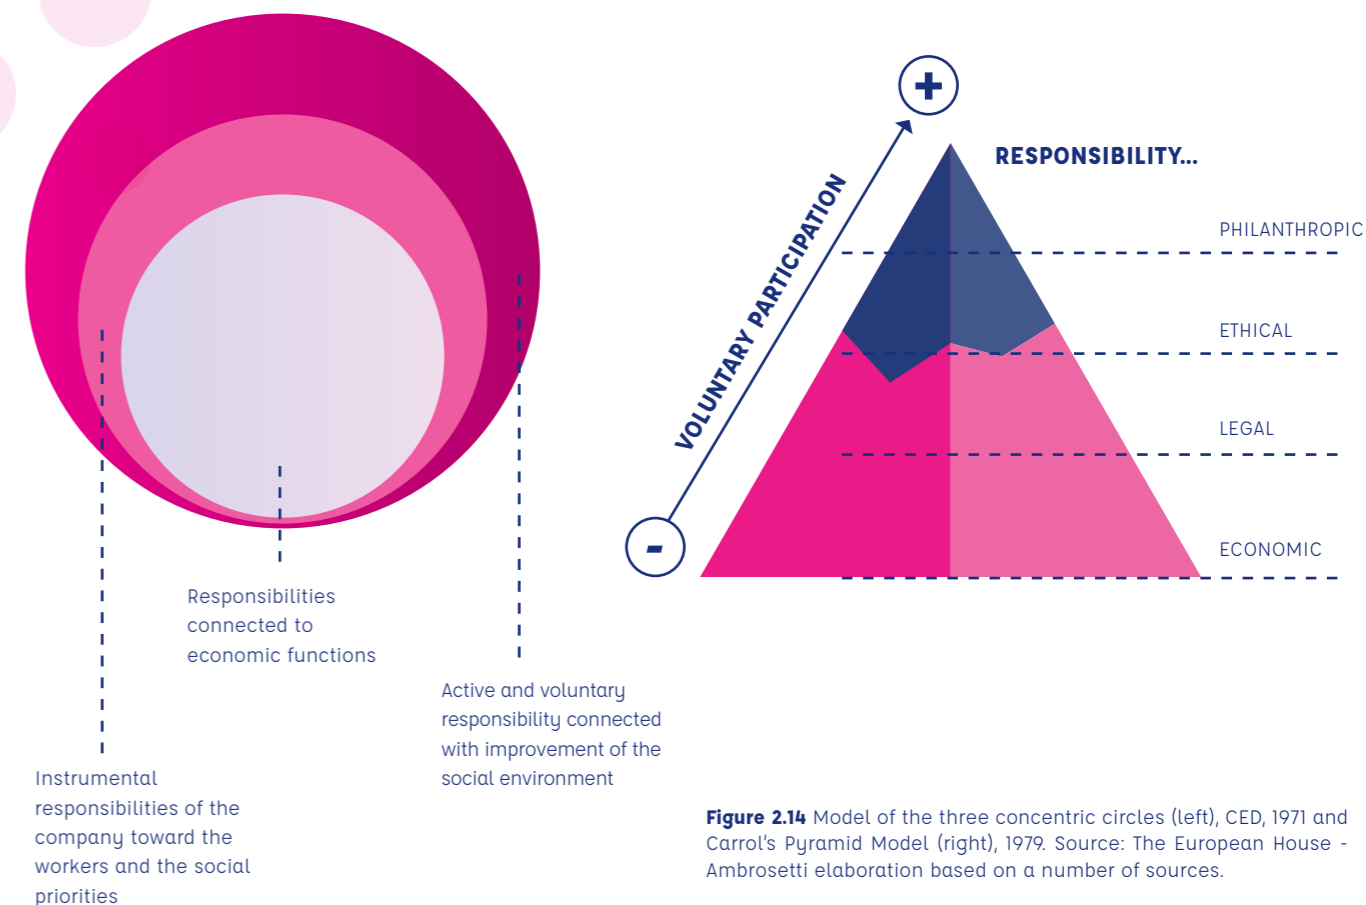 Responsibilities
connected to
economic functions
Active and voluntary
responsibility connected
with improvement of the
social environment
Instrumental
responsibilities of the
company toward the
workers and the social
priorities
+
VOLUNTARY PARTICIPATION
-
RESPONSIBILITY...
PHILANTHROPIC
ETHICAL
LEGAL
ECONOMIC
Figure 2.14 Model of the three concentric circles (left), CED, 1971 and
Carrol's Pyramid Model (right), 1979. Source: The European House -
Ambrosetti elaboration based on a number of sources.